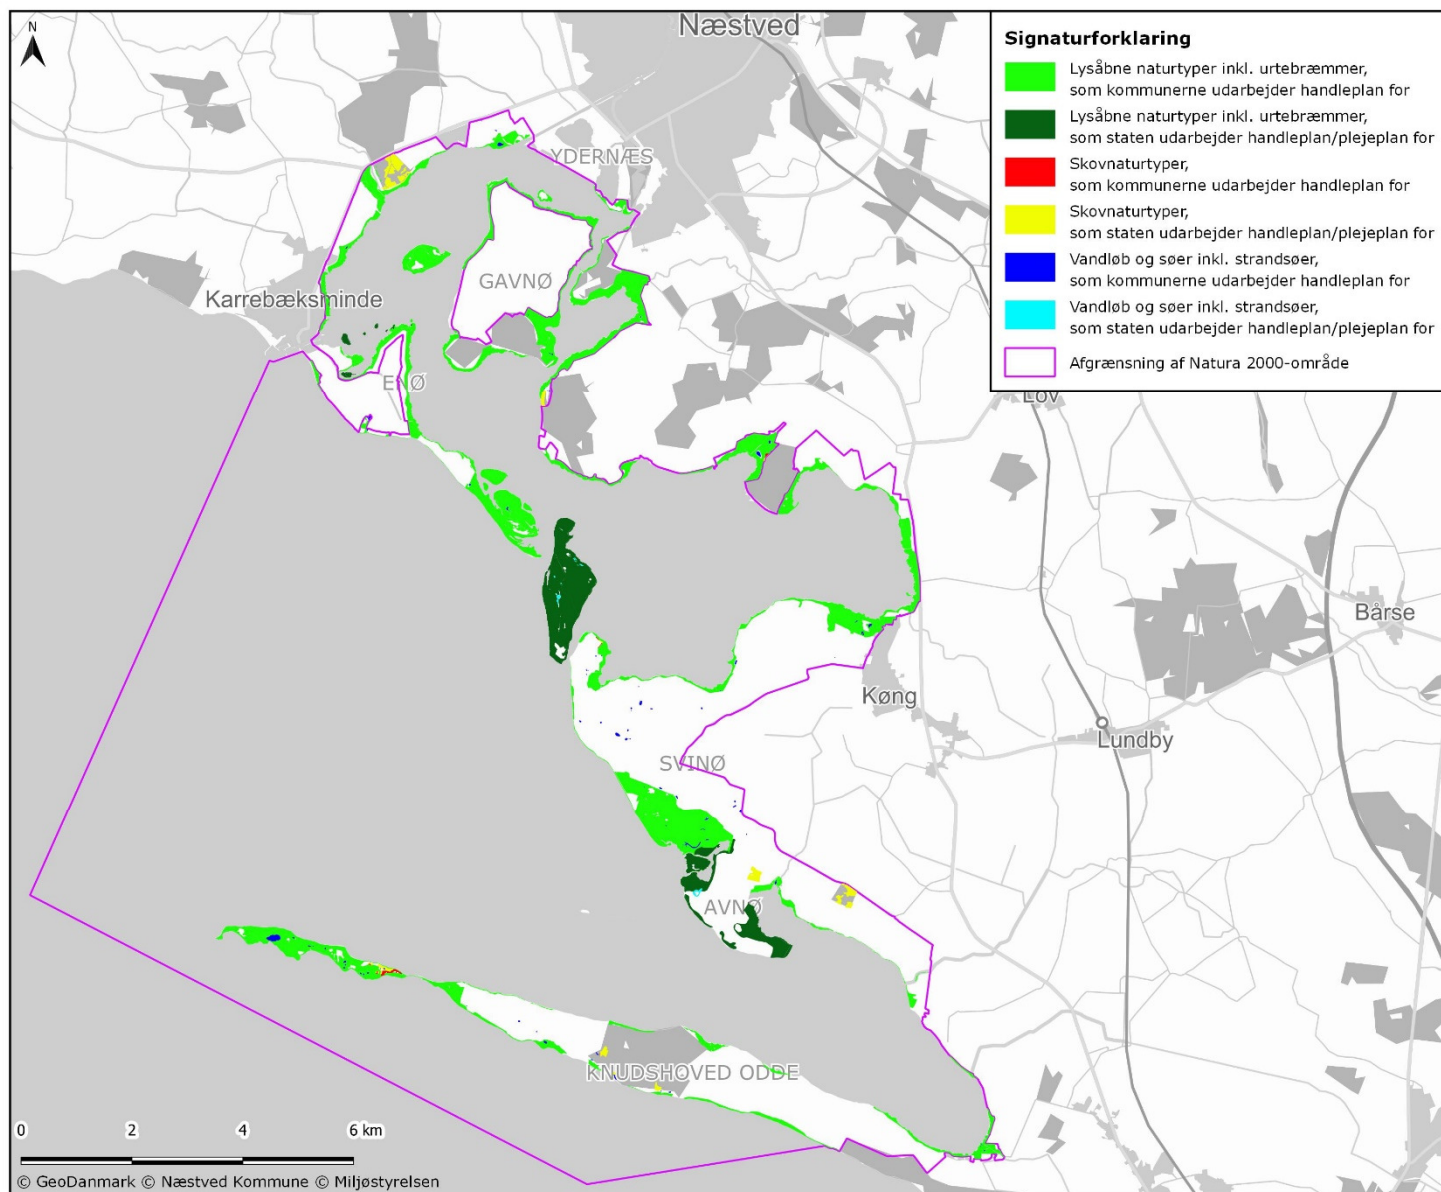 N
Næstved
Signaturforklaring
Lysåbne naturtyper inkl. urtebræmmer,
som kommunerne udarbejder handleplan for
Lysåbne naturtyper inkl. urtebræmmer,
som staten udarbejder handleplan/plejeplan for
Skovnaturtyper,
som kommunerne udarbejder handleplan for
Skovnaturtyper,
som staten udarbejder handleplan/plejeplan for
Vandløb og søer inkl. strandsøer,
som kommunerne udarbejder handleplan for
Vandløb og søer inkl. strandsøer,
som staten udarbejder handleplan/plejeplan for
Afgrænsning af Natura 2000-område
YDERNÆS
GAVNØ
Karrebæksminde
ENØ
Lov
Bårse
Køng
Lundby
SVINØ
AVNØ
KNUDSHOVED ODDE
0 2 4 6 km
© GeoDanmark © Næstved Kommune © Miljøstyrelsen